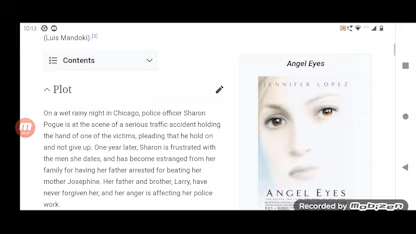 10:13
(Luis Mandoki).[3]
Contents
Angel Eyes
Plot
JENNIFER LOPEZ
On a wet rainy night in Chicago, police officer Sharon
Pogue is at the scene of a serious traffic accident holding
the hand of one of the victims, pleading that he hold on
and not give up. One year later, Sharon is frustrated with
the men she dates, and has become estranged from her
family for having her father arrested for beating her
mother Josephine. Her father and brother, Larry, have
never forgiven her, and her anger is affecting her police
work.
ANGEL EYES
Recorded by mobizen